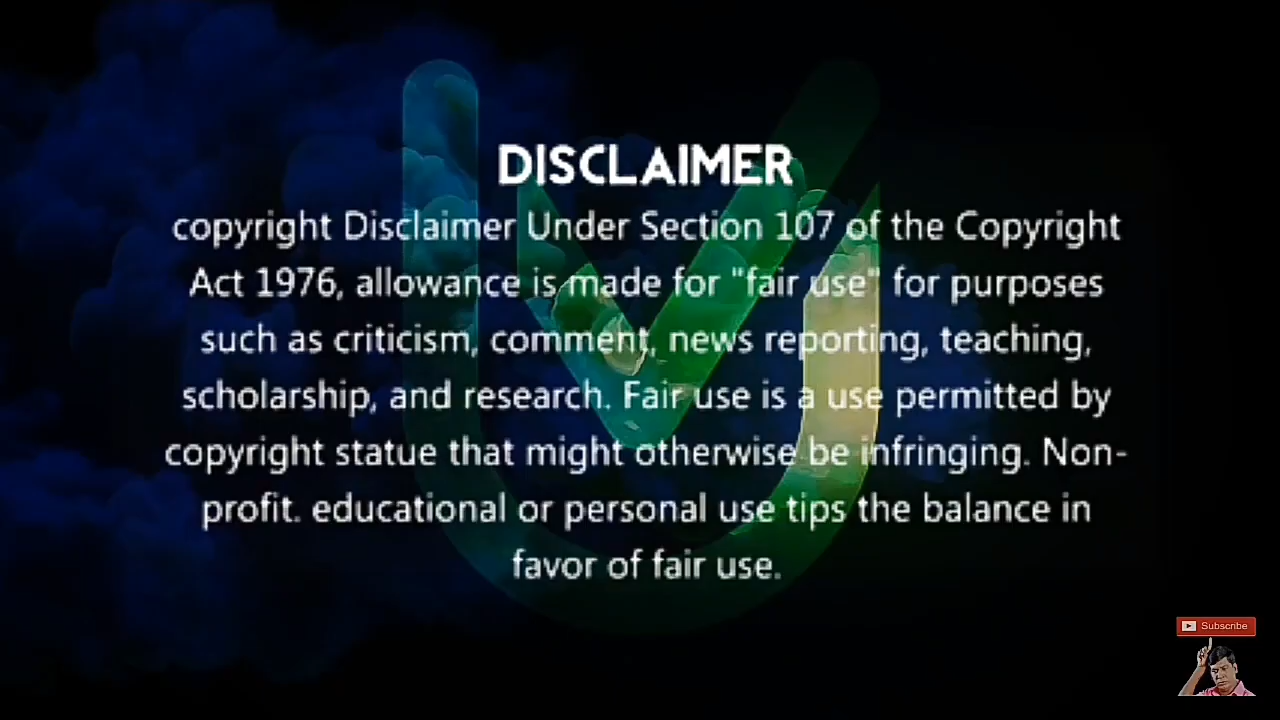 DISCLAIMER
copyright Disclaimer Under Section 107 of the Copyright
Act 1976, allowance is made for "fair use" for purposes
such as criticism, comment, news reporting, teaching,
scholarship, and research. Fair use is a use permitted by
copyright statue that might otherwise be infringing. Non-
profit. educational or personal use tips the balance in
favor of fair use.
Subscribe